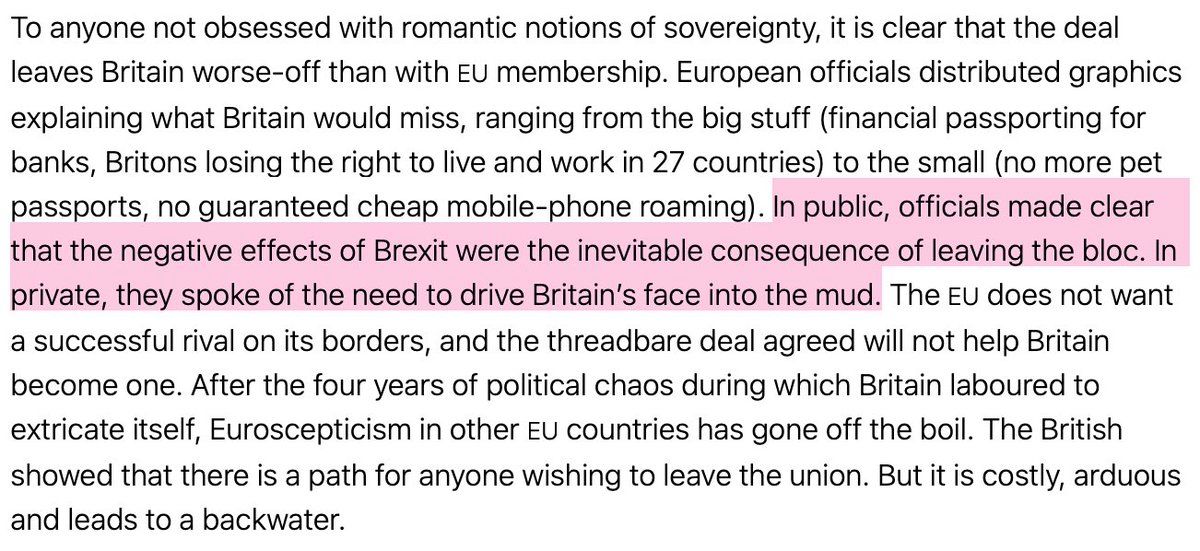 To anyone not obsessed with romantic notions of sovereignty, it is clear that the deal
leaves Britain worse-off than with EU membership. European officials distributed graphics
explaining what Britain would miss, ranging from the big stuff (financial passporting for
banks, Britons losing the right to live and work in 27 countries) to the small (no more pet
passports, no guaranteed cheap mobile-phone roaming). In public, officials made clear
that the negative effects of Brexit were the inevitable consequence of leaving the bloc. In
private, they spoke of the need to drive Britain’s face into the mud. The EU does not want
a successful rival on its borders, and the threadbare deal agreed will not help Britain
become one. After the four years of political chaos during which Britain laboured to
extricate itself, Euroscepticism in other EU countries has gone off the boil. The British
showed that there is a path for anyone wishing to leave the union. But it is costly, arduous
and leads to a backwater.